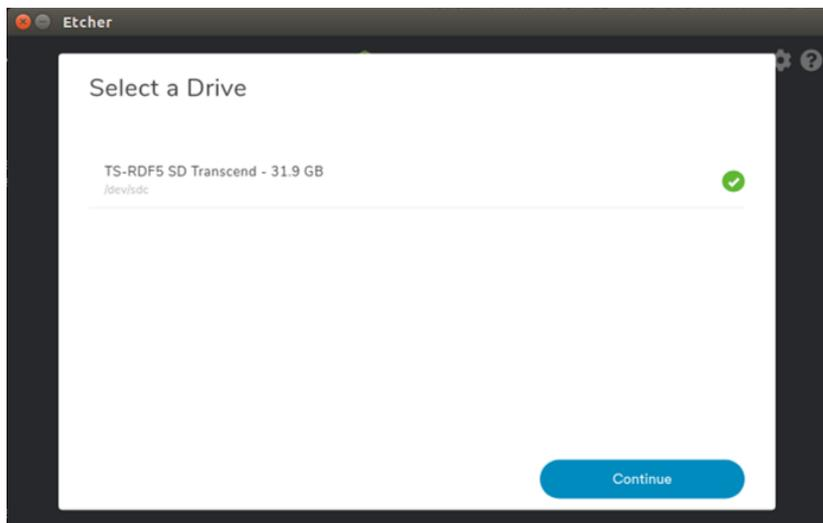 Etcher
Select a Drive
TS-RDF5 SD Transcend - 31.9 GB
/dev/sdc
Continue